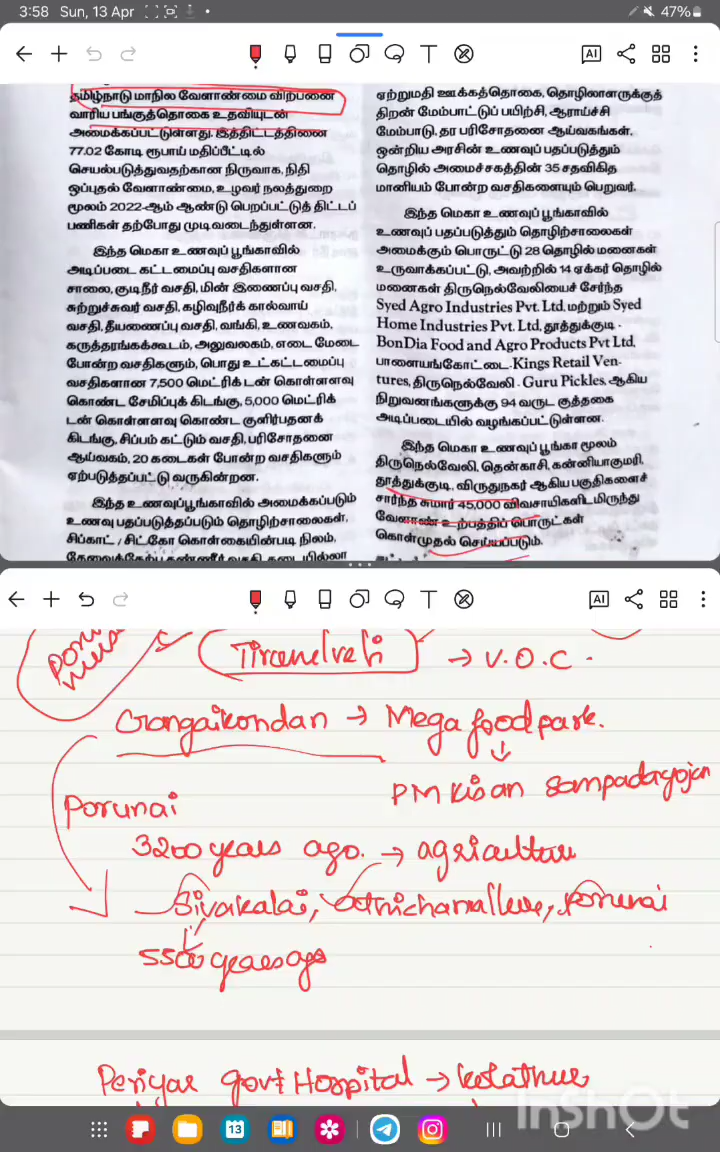 3:58 Sun, 13 Apr
47%
T
AI
தமிழ்நாடு மாநில வேளாண்மை விற்பனை
வாரிய பங்குத்தொகை உதவியுடன்
அமைக்கப்பட்டுள்ளது. இத்திட்டத்தினை
77.02 கோடி ரூபாய் மதிப்பீட்டில்
செயல்படுத்துவதற்கான நிருவாக, நிதி
ஒப்புதல் வேளாண்மை, உழவர் நலத்துறை
மூலம் 2022-ஆம் ஆண்டு பெறப்பட்டுத் திட்டப்
பணிகள் தற்போது முடிவடைந்துள்ளன.
இந்த மெகா உணவுப் பூங்காவில்
அடிப்படை கட்டமைப்பு வசதிகளான
சாலை, குடிநீர் வசதி, மின் இணைப்பு வசதி,
சுற்றுச்சுவர் வசதி, கழிவுநீர்க் கால்வாய்
வசதி, தீயணைப்பு வசதி, வங்கி, உணவகம்,
கருத்தரங்கக்கூடம், அலுவலகம், எடை மேடை
போன்ற வசதிகளும், பொது உட்கட்டமைப்பு
வசதிகளான 7,500 மெட்ரிக் டன் கொள்ளளவு
கொண்ட சேமிப்புக் கிடங்கு, 5,000 மெட்ரிக்
டன் கொள்ளளவு கொண்ட குளிர்பதனக்
கிடங்கு, சிப்பம் கட்டும் வசதி, பரிசோதனை
ஆய்வகம், 20 கடைகள் போன்ற வசதிகளும்
ஏற்படுத்தப்பட்டு வருகின்றன.
இந்த உணவுப்பூங்காவில் அமைக்கப்படும்
உணவு பதப்படுத்தப்படும் தொழிற்சாலைகள்,
சிப்காட் / சிட்கோ கொள்கையின்படி நிலம்,
ஏற்றுமதி ஊக்கத்தொகை, தொழிலாளருக்குத்
திறன் மேம்பாட்டுப் பயிற்சி, ஆராய்ச்சி
மேம்பாடு, தர பரிசோதனை ஆய்வகங்கள்,
ஒன்றிய அரசின் உணவுப் பதப்படுத்தும்
தொழில் அமைச்சகத்தின் 35 சதவிகித
மானியம் போன்ற வசதிகளையும் பெறுவர்.
இந்த மெகா உணவுப் பூங்காவில்
உணவுப் பதப்படுத்தும் தொழிற்சாலைகள்
அமைக்கும் பொருட்டு 28 தொழில் மனைகள்
உருவாக்கப்பட்டு, அவற்றில் 14 ஏக்கர் தொழில்
மனைகள் திருநெல்வேலியைச் சேர்ந்த
Syed Agro Industries Pvt. Ltd. மற்றும் Syed
Home Industries Pvt. Ltd, தூத்துக்குடி -
BonDia Food and Agro Products Pvt Ltd,
பாளையங்கோட்டை - Kings Retail Ven-
tures, திருநெல்வேலி - Guru Pickles, ஆகிய
நிறுவனங்களுக்கு 94 வருட குத்தகை
அடிப்படையில் வழங்கப்பட்டுள்ளன.
இந்த மெகா உணவுப் பூங்கா மூலம்
திருநெல்வேலி, தென்காசி, கன்னியாகுமரி,
தூத்துக்குடி, விருதுநகர் ஆகிய பகுதிகளைச்
சார்ந்த சுமார் 45,000 விவசாயிகளிடமிருந்து
வேளாண் உற்பத்திப் பொருட்கள்
கொள்முதல் செய்யப்படும்.
T
AI
Tirunelveli → V.O.C.
Gangaikondan → Mega food park.
PM Kisan Sampadayojan
Porunai
3200 years ago. → agriculture
Sivakalai, adhichanallur, Porunai
5500 years ago
Periyar govt Hospital → kolathur
13
InShOt